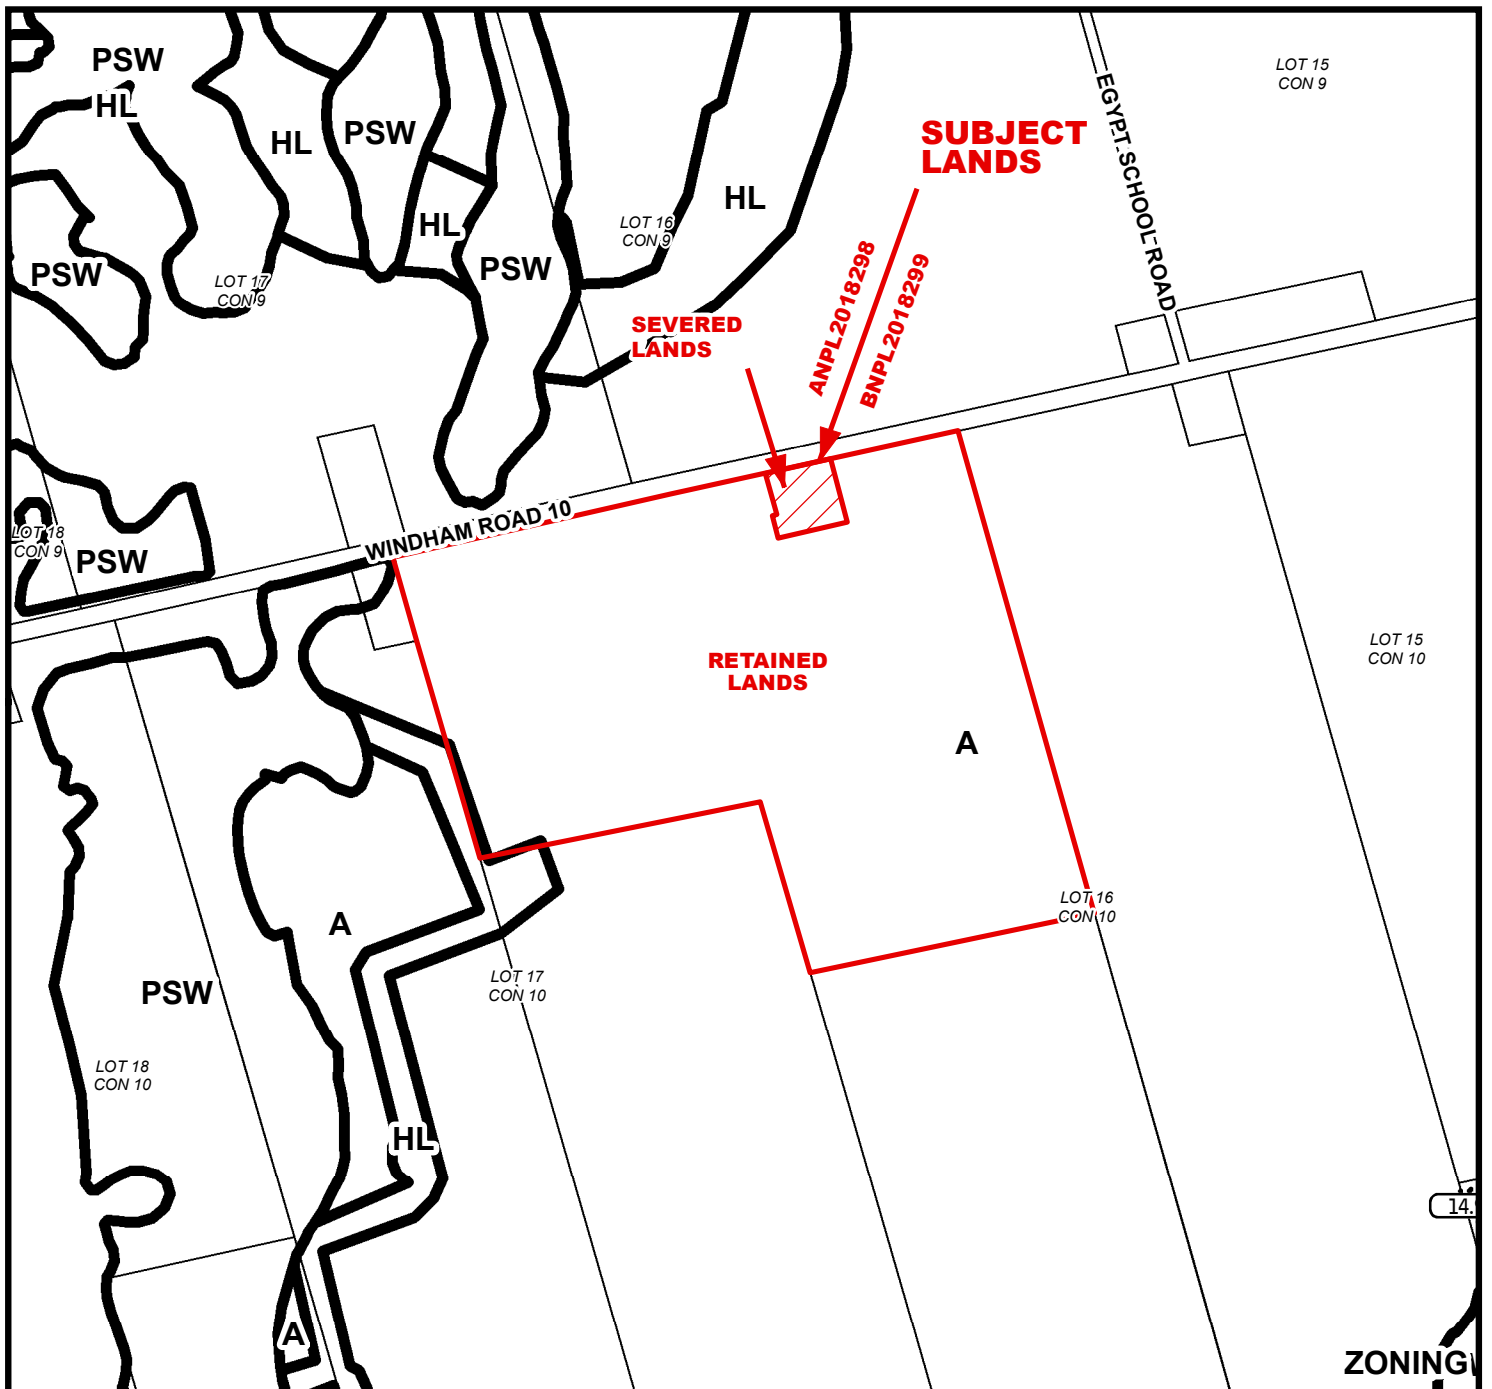 PSW
HL
HL
PSW
HL
PSW
PSW
HL
LOT 17
CON 9
LOT 16
CON 9
SUBJECT
LANDS
EGYPT SCHOOL ROAD
LOT 15
CON 9
SEVERED
LANDS
ANPL2018298
BNPL2018299
LOT 18
CON 9
PSW
WINDHAM ROAD 10
RETAINED
LANDS
A
LOT 15
CON 10
A
LOT 16
CON 10
PSW
LOT 17
CON 10
LOT 18
CON 10
HL
14.
A
ZONING